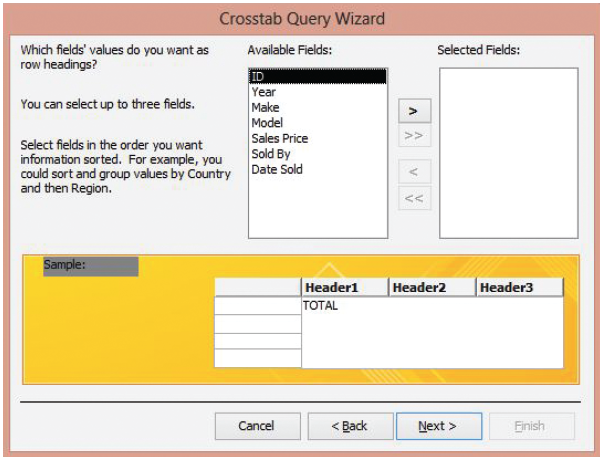 Crosstab Query Wizard
Which fields' values do you want as
row headings?
You can select up to three fields.
Select fields in the order you want
information sorted. For example, you
could sort and group values by Country
and then Region.
Available Fields:
ID
Year
Make
Model
Sales Price
Sold By
Date Sold
>
>>
<
<<
Selected Fields:
Sample:
Header1 Header2 Header3
TOTAL
Cancel
< Back
Next >
Finish